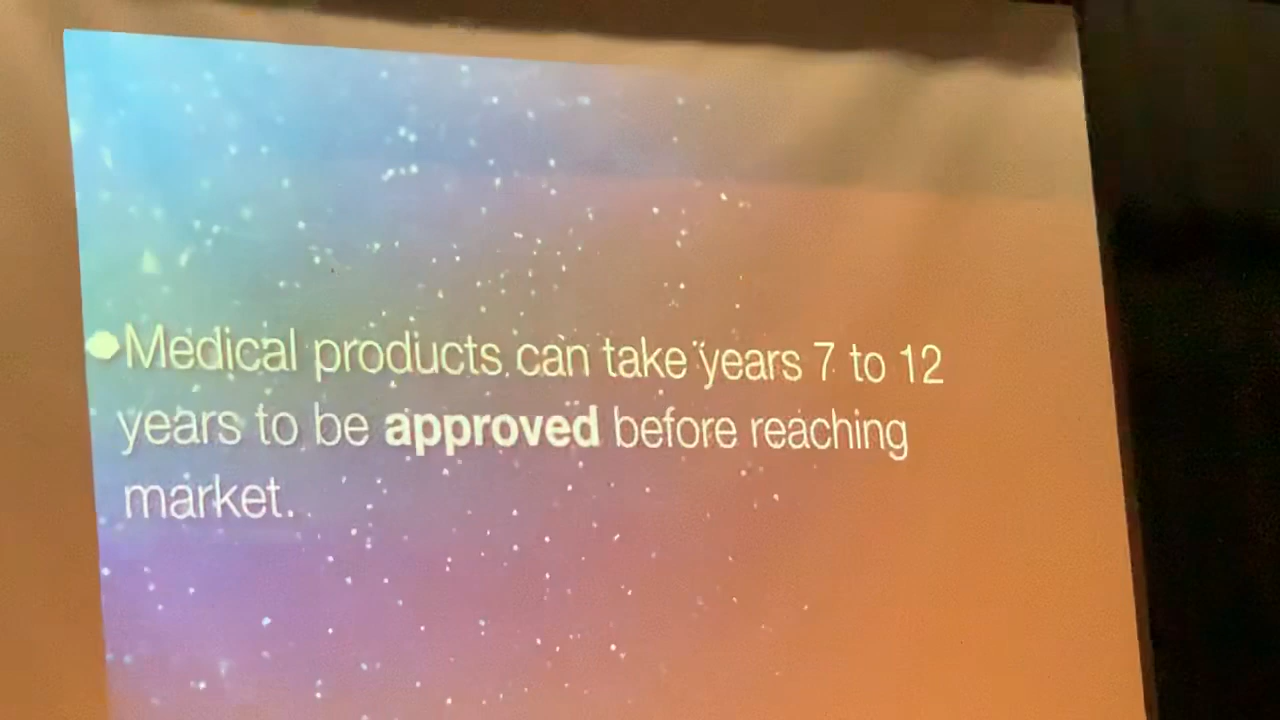 •Medical products can take years 7 to 12
years to be approved before reaching
market.